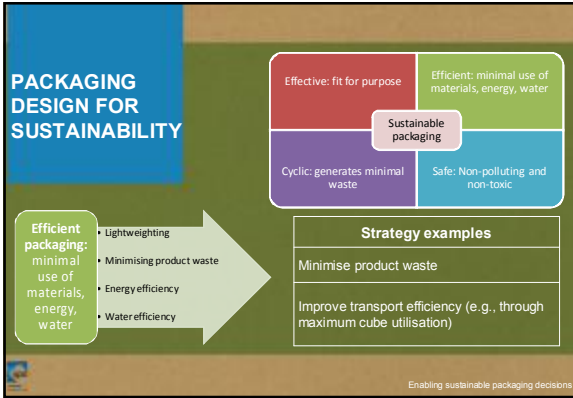 PACKAGING
DESIGN FOR
SUSTAINABILITY
Effective: fit for purpose
Efficient: minimal use of
materials, energy, water
Sustainable
packaging
Cyclic: generates minimal
waste
Safe: Non-polluting and
non-toxic
Efficient
packaging:
minimal
use of
materials,
energy,
water
• Lightweighting
• Minimising product waste
• Energy efficiency
• Water efficiency
Strategy examples
Minimise product waste
Improve transport efficiency (e.g., through
maximum cube utilisation)
Enabling sustainable packaging decisions